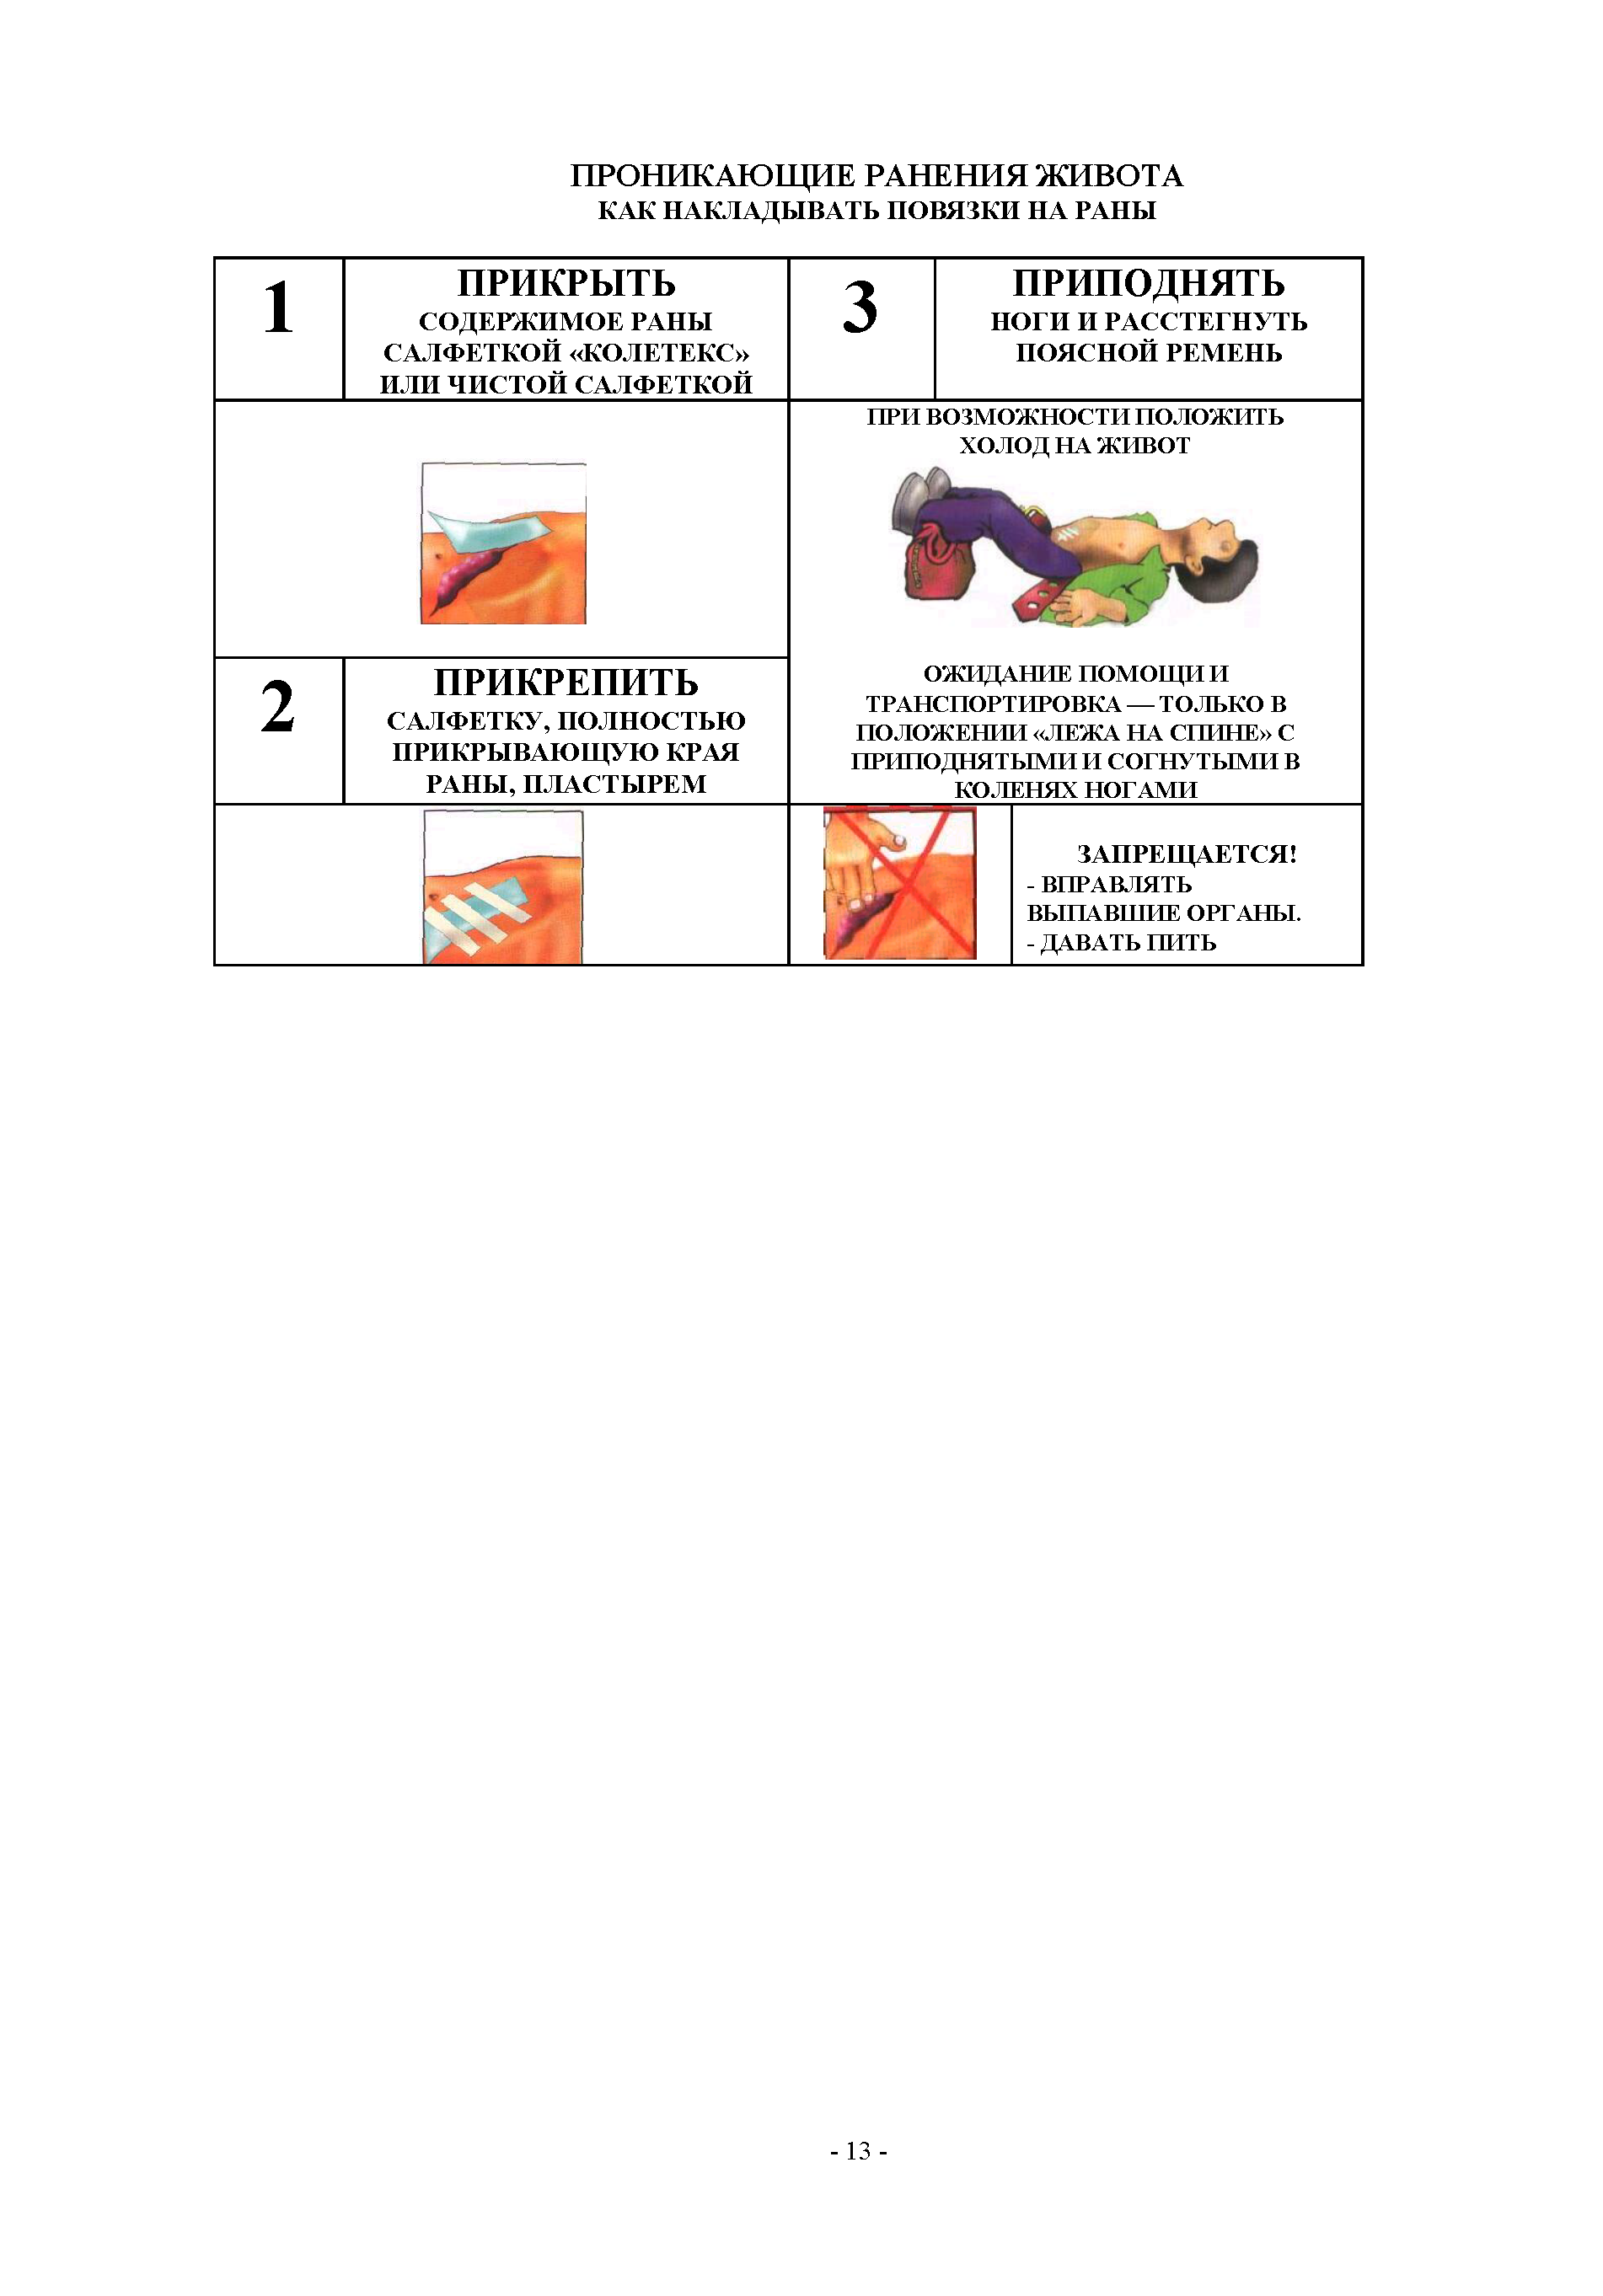 ПРОНИКАЮЩИЕ РАНЕНИЯ ЖИВОТА
КАК НАКЛАДЫВАТЬ ПОВЯЗКИ НА РАНЫ
1
ПРИКРЫТЬ
СОДЕРЖИМОЕ РАНЫ
САЛФЕТКОЙ «КОЛЕТЕКС»
ИЛИ ЧИСТОЙ САЛФЕТКОЙ
2
ПРИКРЕПИТЬ
САЛФЕТКУ, ПОЛНОСТЬЮ
ПРИКРЫВАЮЩУЮ КРАЯ
РАНЫ, ПЛАСТЫРЕМ
3
ПРИПОДНЯТЬ
НОГИ И РАССТЕГНУТЬ
ПОЯСНОЙ РЕМЕНЬ
ПРИ ВОЗМОЖНОСТИ ПОЛОЖИТЬ
ХОЛОД НА ЖИВОТ
ОЖИДАНИЕ ПОМОЩИ И
ТРАНСПОРТИРОВКА — ТОЛЬКО В
ПОЛОЖЕНИИ «ЛЕЖА НА СПИНЕ» С
ПРИПОДНЯТЫМИ И СОГНУТЫМИ В
КОЛЕНЯХ НОГАМИ
ЗАПРЕЩАЕТСЯ!
- ВПРАВЛЯТЬ
ВЫПАВШИЕ ОРГАНЫ.
- ДАВАТЬ ПИТЬ
- 13 -